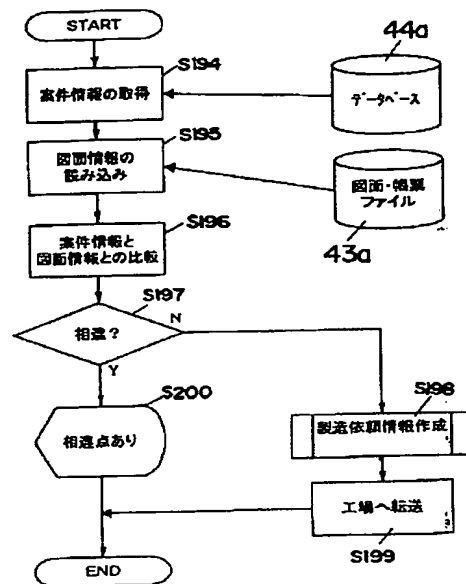 START
44a
S194
案件情報の取得
データベース
S195
図面情報の
読み込み
図面・帳票
ファイル
43a
S196
案件情報と
図面情報との比較
S197
相違?
N
Y
S200
相違点あり
S198
製造依頼情報作成
工場へ転送
S199
END